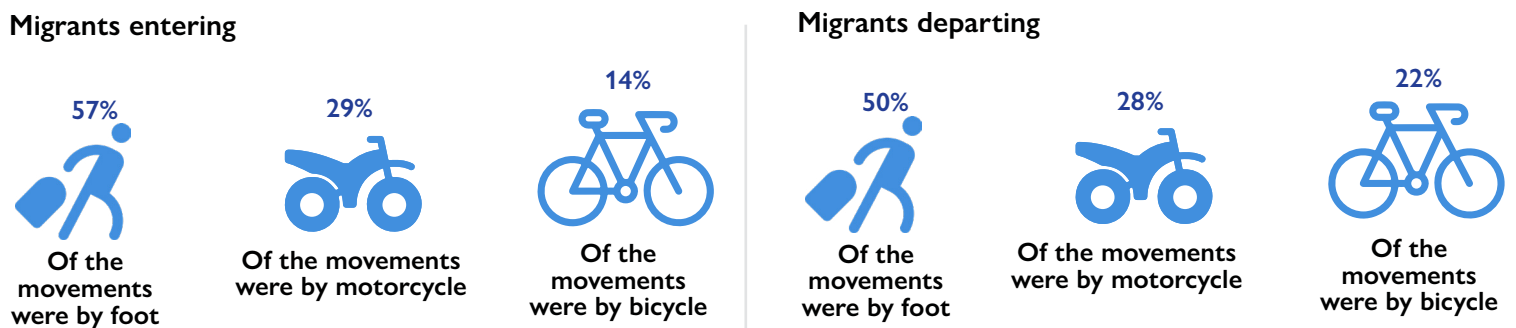 Migrants entering
57%
Of the
movements
were by foot
29%
Of the movements
were by motorcycle
14%
Of the
movements
were by bicycle
Migrants departing
50%
Of the
movements
were by foot
28%
Of the movements
were by motorcycle
22%
Of the
movements
were by bicycle